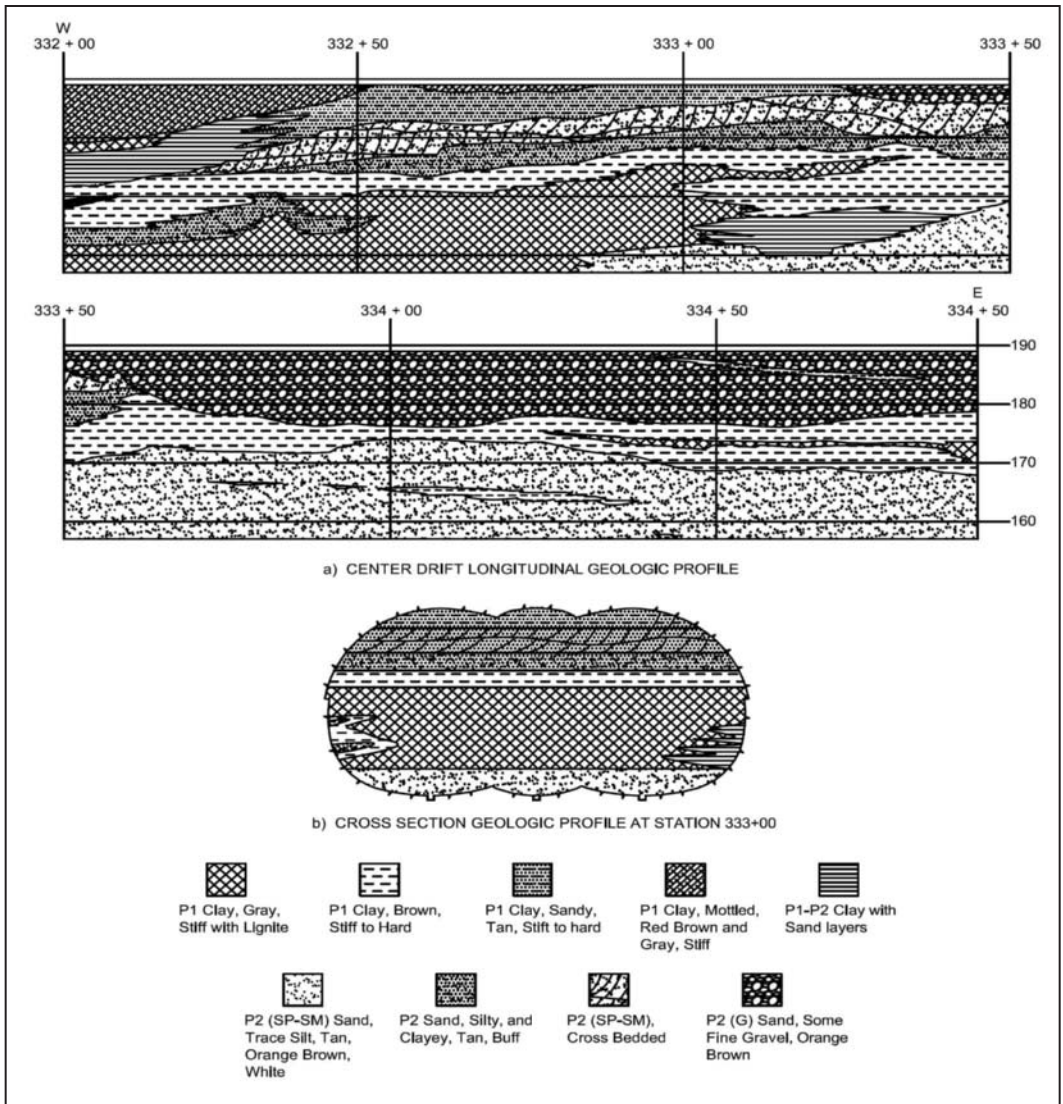 W
332 + 00 332 + 50 333 + 00 333 + 50
E
333 + 50 334 + 00 334 + 50 334 + 50
190
180
170
160
a) CENTER DRIFT LONGITUDINAL GEOLOGIC PROFILE
b) CROSS SECTION GEOLOGIC PROFILE AT STATION 333+00
P1 Clay, Gray,
Stiff with Lignite
P1 Clay, Brown,
Stiff to Hard
P1 Clay, Sandy,
Tan, Stift to hard
P1 Clay, Mottled,
Red Brown and
Gray, Stiff
P1-P2 Clay with
Sand layers
P2 (SP-SM) Sand,
Trace Silt, Tan,
Orange Brown,
White
P2 Sand, Silty, and
Clayey, Tan, Buff
P2 (SP-SM),
Cross Bedded
P2 (G) Sand, Some
Fine Gravel, Orange
Brown